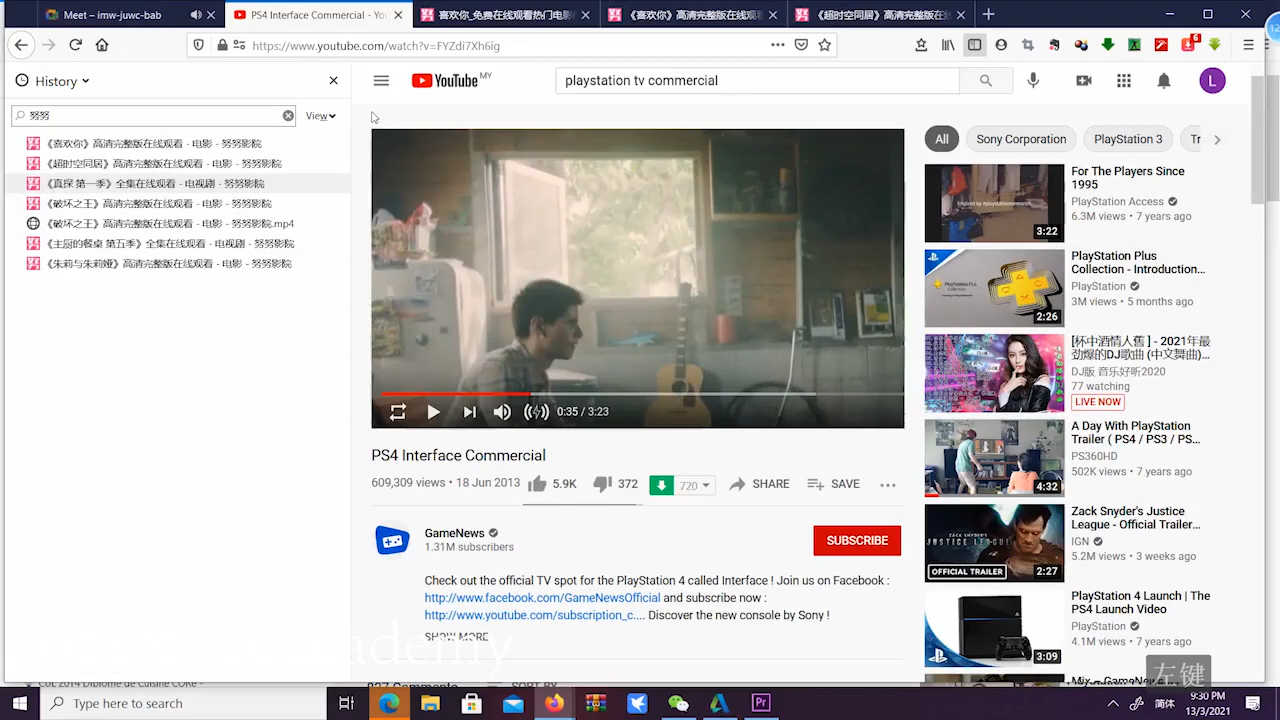 Meet – imw-juwc-bab
PS4 Interface Commercial - You
喜欢你_免费在线观看热门电影
《喜欢你》高清完整版在线观看
《超时空同居》高清完整版在线
https://www.youtube.com/watch?v=FYZdi7Xh6ig
6
12
History
努努
View
《喜欢你》高清完整版在线观看 - 电影 - 努努影院
《超时空同居》高清完整版在线观看 - 电影 - 努努影院
《真探 第一季》全集在线观看 - 电视剧 - 努努影院
《破坏之王》高清完整版在线观看 - 电影 - 努努影院
《破坏之王》高清完整版在线观看 - 电影 - 努努影院.mp4
《主厨的餐桌 第五季》全集在线观看 - 电视剧 - 努努影院
《朱莉与朱莉娅》高清完整版在线观看 - 电影 - 努努影院
YouTube MY
playstation tv commercial
L
0:35 / 3:23
PS4 Interface Commercial
609,309 views • 18 Jun 2013
5.9K
372
720
SHARE
SAVE
GameNews
1.31M subscribers
SUBSCRIBE
Check out the official TV spot for the PlayStation 4 called Interface ! Join us on Facebook :
http://www.facebook.com/GameNewsOfficial and subscribe now :
http://www.youtube.com/subscription_c.... Discover the new console by Sony !
SHOW MORE
All
Sony Corporation
PlayStation 3
Tr
3:22
For The Players Since
1995
PlayStation Access
6.3M views • 7 years ago
2:26
PlayStation Plus
Collection - Introduction...
PlayStation
3M views • 5 months ago
[杯中酒情人舊 ] - 2021年最
劲爆的DJ歌曲 (中文舞曲)...
DJ版 音乐好听2020
77 watching
LIVE NOW
4:32
A Day With PlayStation
Trailer ( PS4 / PS3 / PS...
PS360HD
502K views • 7 years ago
ZACK SNYDER'S
JUSTICE LEAGUE
OFFICIAL TRAILER
2:27
Zack Snyder's Justice
League - Official Trailer...
IGN
5.2M views • 3 weeks ago
3:09
PlayStation 4 Launch | The
PS4 Launch Video
PlayStation
4.1M views • 7 years ago
左键
Type here to search
简体
9:30 PM
13/3/2021